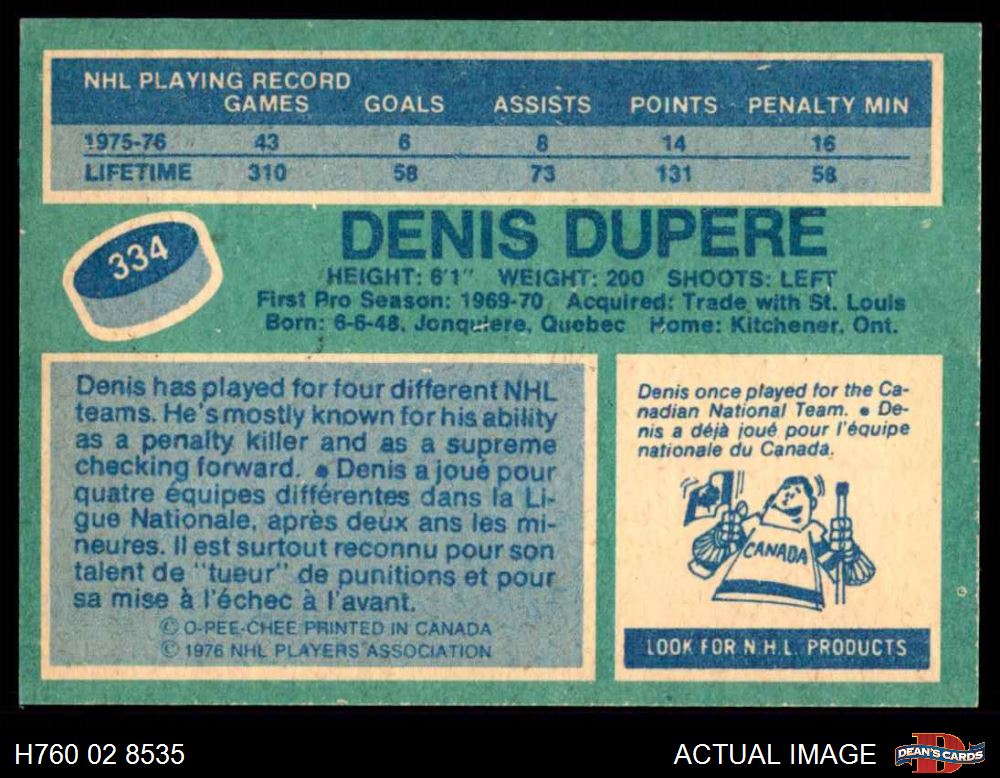 NHL PLAYING RECORD
GAMES GOALS ASSISTS POINTS PENALTY MIN
1975-76 43 6 8 14 16
LIFETIME 310 58 73 131 58
334
DENIS DUPERE
HEIGHT: 6'1" WEIGHT: 200 SHOOTS: LEFT
First Pro Season: 1969-70 Acquired: Trade with St. Louis
Born: 6-6-48, Jonquiere, Quebec Home: Kitchener, Ont.
Denis has played for four different NHL
teams. He's mostly known for his ability
as a penalty killer and as a supreme
checking forward. • Denis a joué pour
quatre équipes différentes dans la Li-
gue Nationale, après deux ans les mi-
neures. Il est surtout reconnu pour son
talent de "tueur" de punitions et pour
sa mise à l'échec à l'avant.
© O-PEE-CHEE PRINTED IN CANADA
© 1976 NHL PLAYERS ASSOCIATION
Denis once played for the Ca-
nadian National Team. • De-
nis a déjà joué pour l'équipe
nationale du Canada.
CANADA
LOOK FOR N.H.L. PRODUCTS
H760 02 8535
ACTUAL IMAGE
D
DEAN'S CARDS